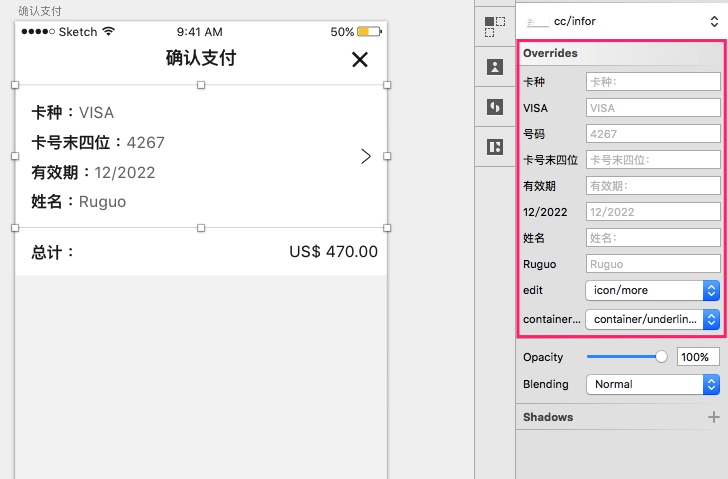 确认支付
Sketch
9:41 AM
50%
确认支付
卡种：VISA
卡号末四位：4267
有效期：12/2022
姓名：Ruguo
总计：
US$ 470.00
cc/infor
Overrides
卡种 卡种：
VISA VISA
号码 4267
卡号末四位 卡号末四位：
有效期 有效期：
12/2022 12/2022
姓名 姓名：
Ruguo Ruguo
edit icon/more
container... container/underlin...
Opacity 100%
Blending Normal
Shadows